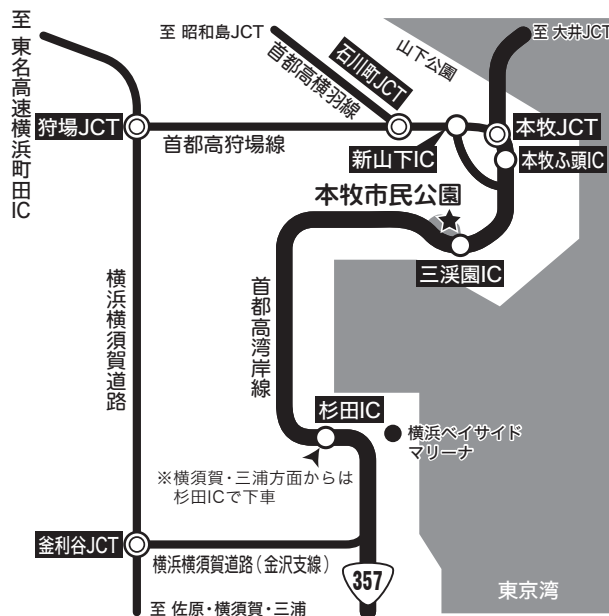 至 東名高速横浜町田IC
至 昭和島JCT
首都高横羽線
石川町JCT
山下公園
至 大井JCT
狩場JCT
首都高狩場線
新山下IC
本牧JCT
本牧ふ頭IC
本牧市民公園
三渓園IC
横浜横須賀道路
首都高湾岸線
杉田IC
横浜ベイサイド
マリーナ
※横須賀・三浦方面からは
杉田ICで下車
釜利谷JCT
横浜横須賀道路(金沢支線)
357
東京湾
至 佐原・横須賀・三浦